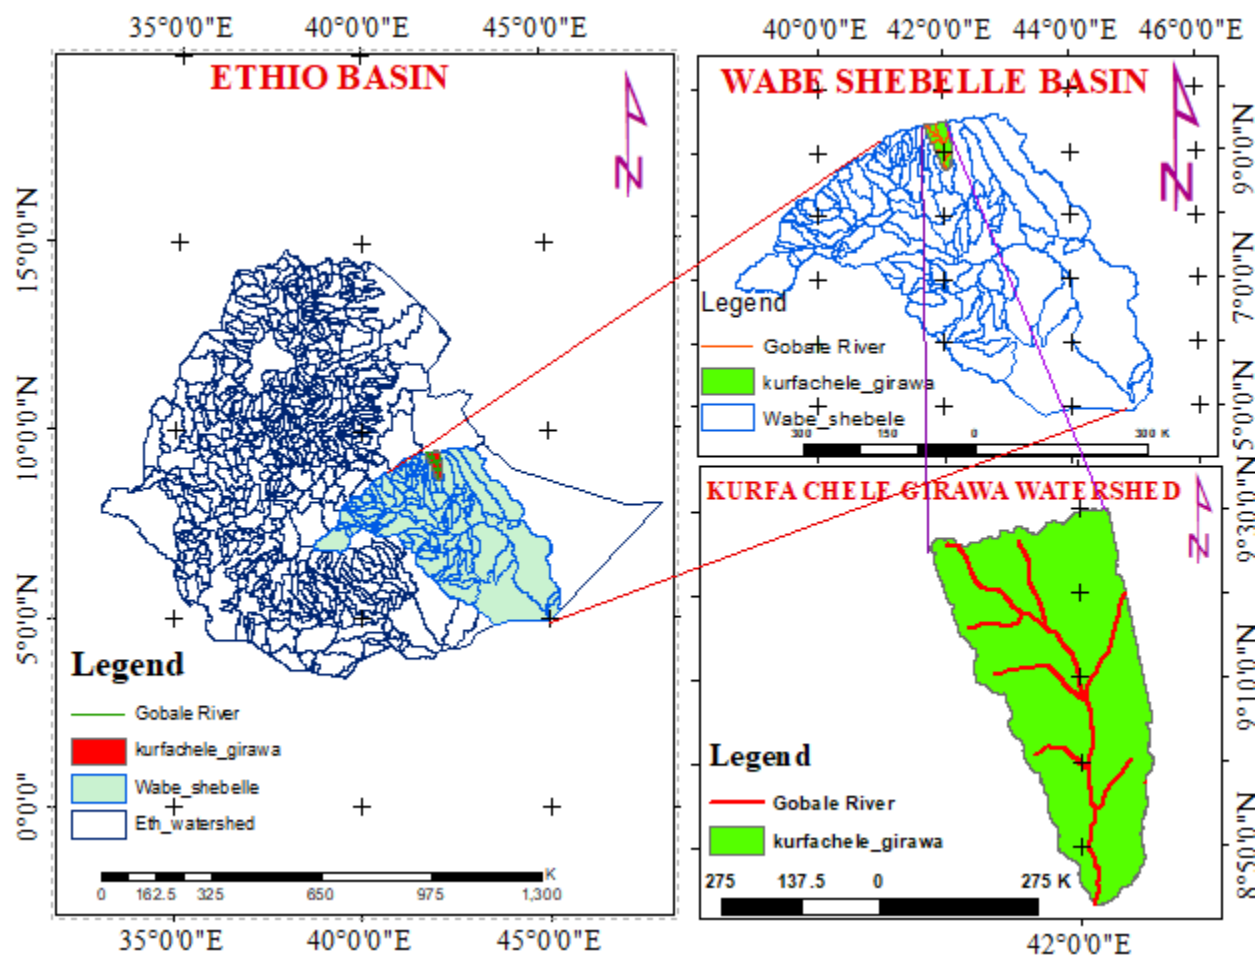 35°0'0"E 40°0'0"E 45°0'0"E
ETHIO BASIN
N
15°0'0"N
10°0'0"N
5°0'0"N
0°0'0"
Legend
Gobale River
kurfachele_girawa
Wabe_shebelle
Eth_watershed
K
0 162.5 325 650 975 1,300
35°0'0"E 40°0'0"E 45°0'0"E
40°0'0"E 42°0'0"E 44°0'0"E 46°0'0"E
WABE SHEBELLE BASIN
N
9°0'0"N
7°0'0"N
5°0'0"N
Legend
Gobale River
kurfachele_girawa
Wabe_shebele
300 150 0 300 K
KURFA CHELE GIRAWA WATERSHED
N
9°30'0"N
9°10'0"N
8°50'0"N
Legend
Gobale River
kurfachele_girawa
275 137.5 0 275 K
42°0'0"E